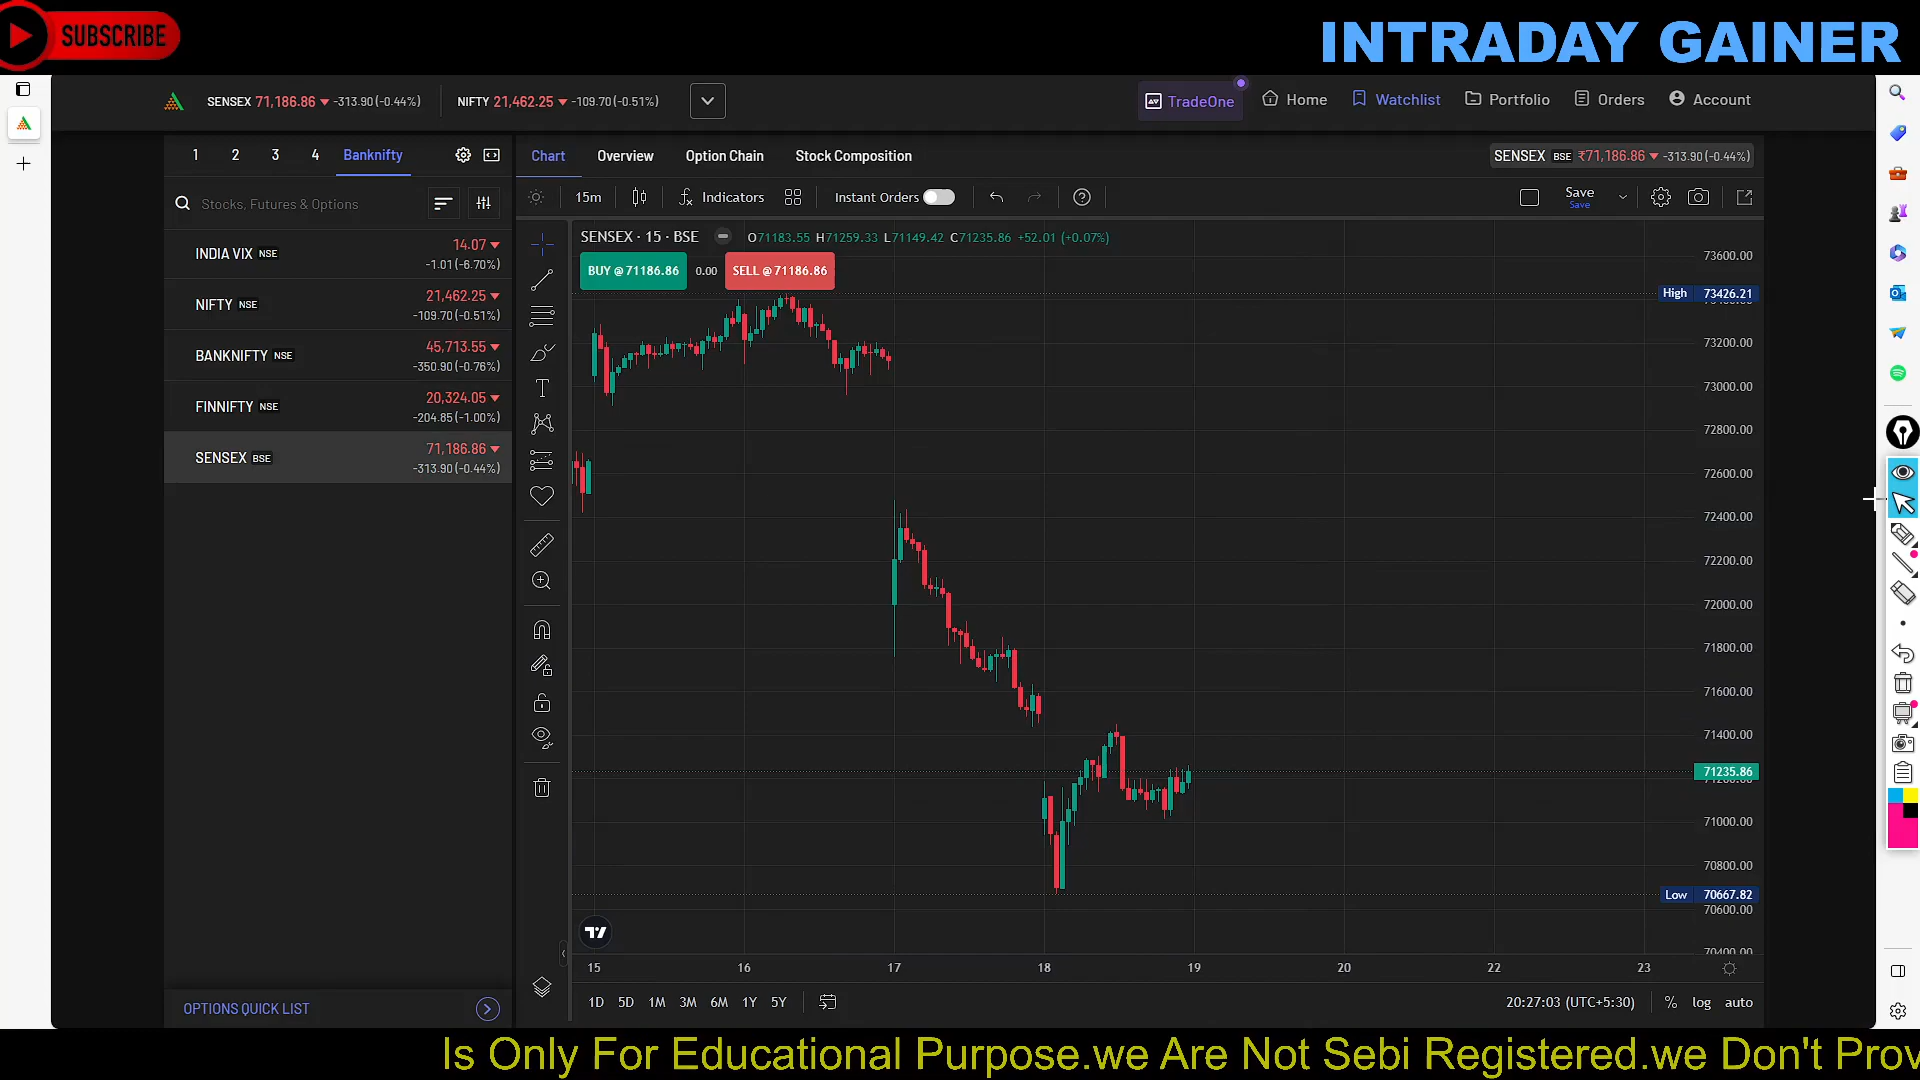 SUBSCRIBE
INTRADAY GAINER
SENSEX 71,186.86 ▼ -313.90 (-0.44%) NIFTY 21,462.25 ▼ -109.70 (-0.51%)
TradeOne Home Watchlist Portfolio Orders Account
1 2 3 4 Banknifty
Chart Overview Option Chain Stock Composition
SENSEX BSE ₹71,186.86 ▼ -313.90 (-0.44%)
Stocks, Futures & Options
15m Indicators Instant Orders Save
Save
INDIA VIX NSE 14.07 ▼
-1.01 (-6.70%)
NIFTY NSE 21,462.25 ▼
-109.70 (-0.51%)
BANKNIFTY NSE 45,713.55 ▼
-350.90 (-0.76%)
FINNIFTY NSE 20,324.05 ▼
-204.85 (-1.00%)
SENSEX BSE 71,186.86 ▼
-313.90 (-0.44%)
OPTIONS QUICK LIST
SENSEX · 15 · BSE O71183.55 H71259.33 L71149.42 C71235.86 +52.01 (+0.07%)
BUY @ 71186.86 0.00 SELL @ 71186.86
73600.00
High 73426.21
73200.00
73000.00
72800.00
72600.00
72400.00
72200.00
72000.00
71800.00
71600.00
71400.00
71235.86
71000.00
70800.00
Low 70667.82
70600.00
70400.00
15 16 17 18 19 20 22 23
1D 5D 1M 3M 6M 1Y 5Y
20:27:03 (UTC+5:30) % log auto
Is Only For Educational Purpose.we Are Not Sebi Registered.we Don't Prov